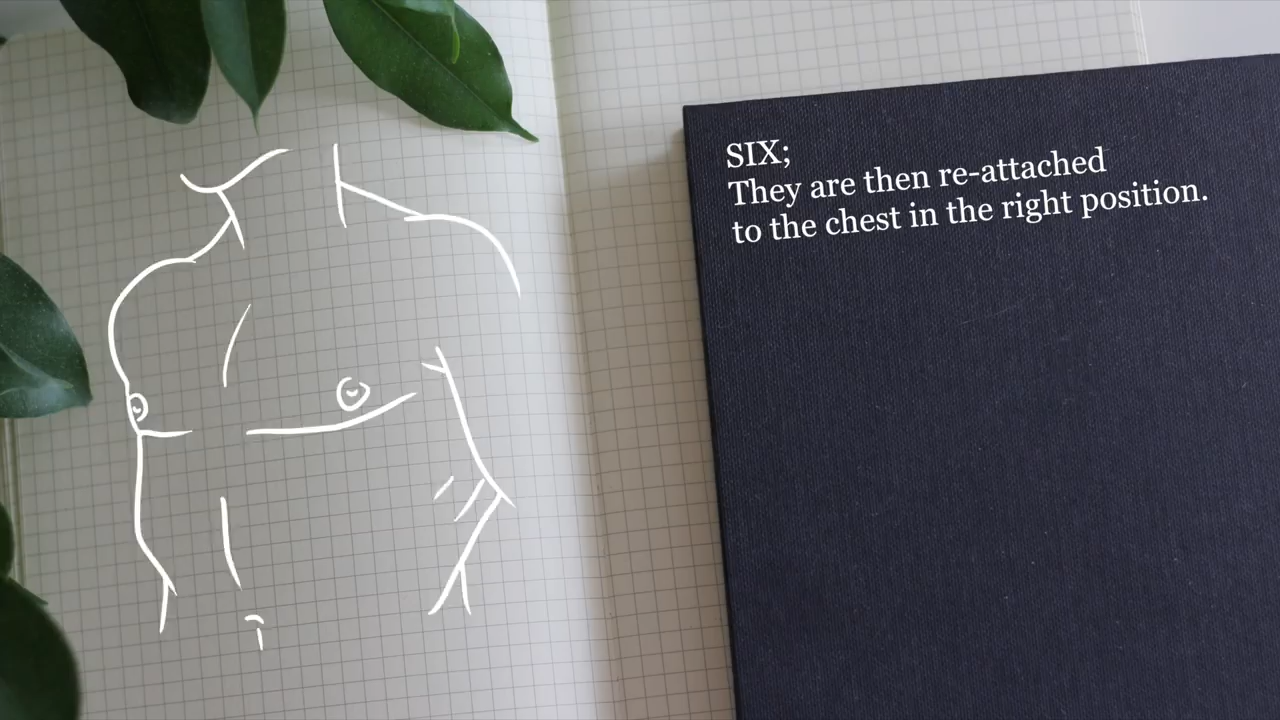 SIX;
They are then re-attached
to the chest in the right position.